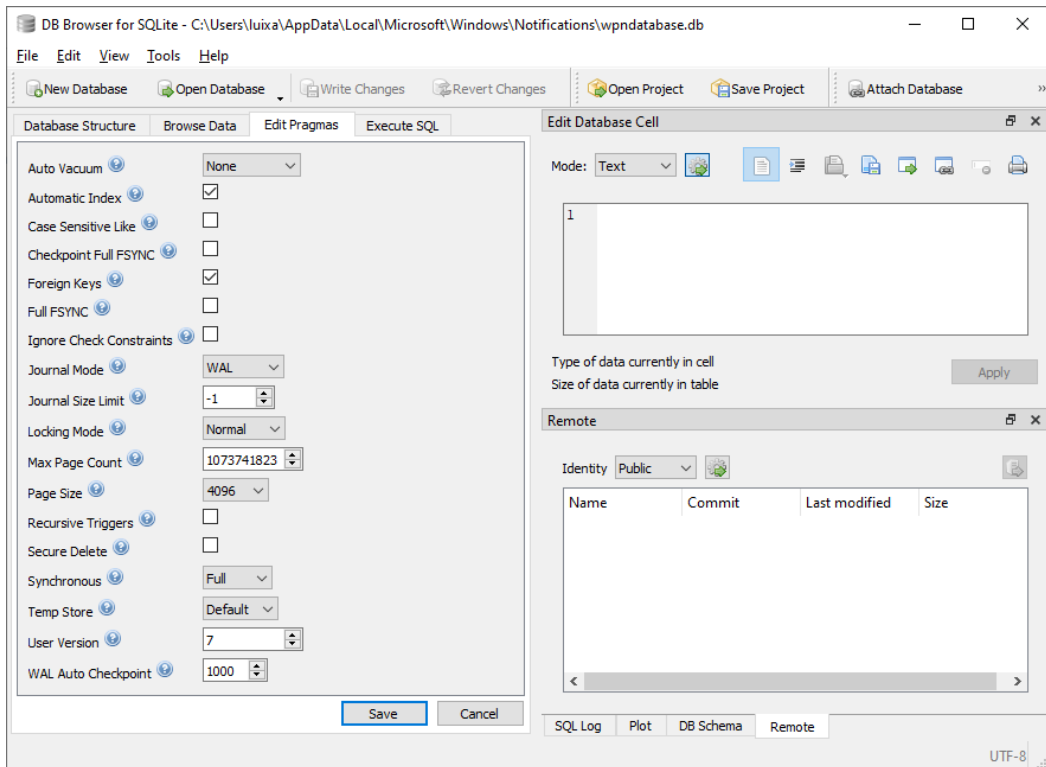 DB Browser for SQLite - C:\Users\luixa\AppData\Local\Microsoft\Windows\Notifications\wpndatabase.db
File Edit View Tools Help
New Database Open Database Write Changes Revert Changes Open Project Save Project Attach Database »
Database Structure Browse Data Edit Pragmas Execute SQL
Auto Vacuum None
Automatic Index
Case Sensitive Like
Checkpoint Full FSYNC
Foreign Keys
Full FSYNC
Ignore Check Constraints
Journal Mode WAL
Journal Size Limit -1
Locking Mode Normal
Max Page Count 1073741823
Page Size 4096
Recursive Triggers
Secure Delete
Synchronous Full
Temp Store Default
User Version 7
WAL Auto Checkpoint 1000
Save Cancel
Edit Database Cell
Mode: Text
1
Type of data currently in cell
Size of data currently in table
Apply
Remote
Identity Public
Name Commit Last modified Size
SQL Log Plot DB Schema Remote
UTF-8